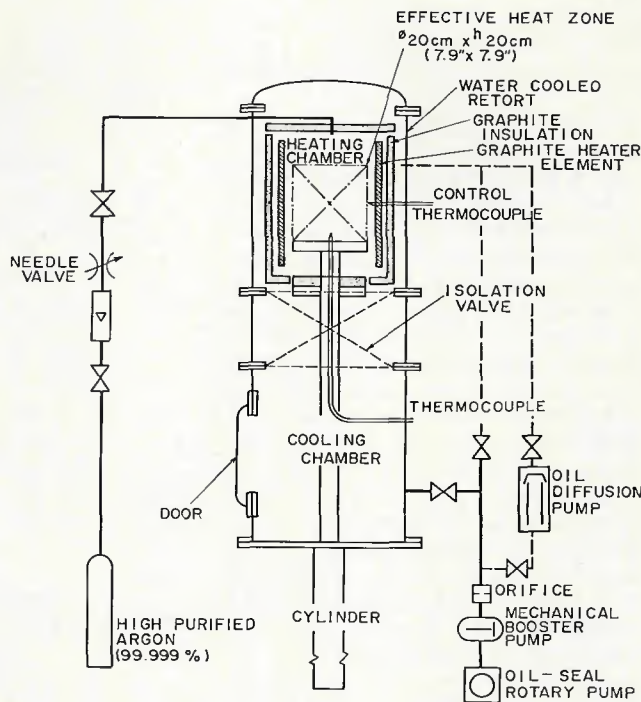 EFFECTIVE HEAT ZONE
ø20cm x h20cm
(7.9"x 7.9")
WATER COOLED
RETORT
GRAPHITE
INSULATION
GRAPHITE HEATER
ELEMENT
HEATING
CHAMBER
CONTROL
THERMOCOUPLE
NEEDLE
VALVE
ISOLATION
VALVE
THERMOCOUPLE
COOLING
CHAMBER
DOOR
OIL
DIFFUSION
PUMP
ORIFICE
MECHANICAL
BOOSTER
PUMP
CYLINDER
HIGH PURIFIED
ARGON
(99.999 %)
OIL-SEAL
ROTARY PUMP